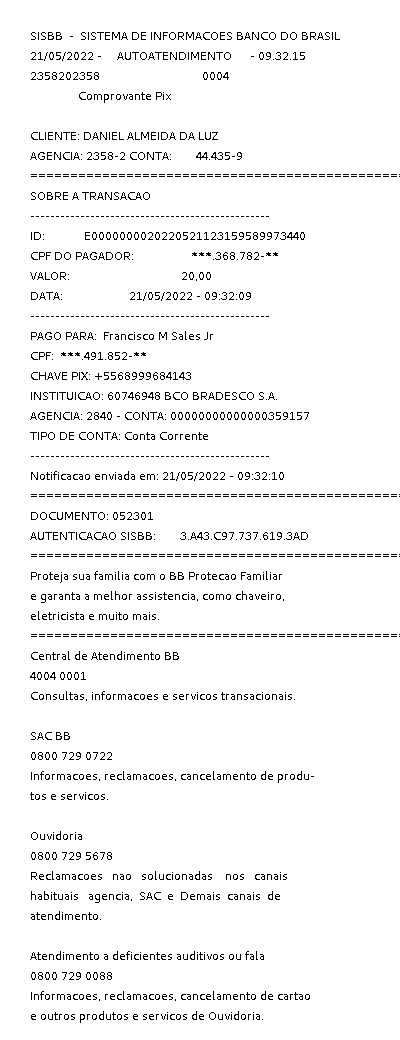 SISBB - SISTEMA DE INFORMACOES BANCO DO BRASIL
21/05/2022 - AUTOATENDIMENTO - 09.32.15
2358202358 0004
Comprovante Pix
CLIENTE: DANIEL ALMEIDA DA LUZ
AGENCIA: 2358-2 CONTA: 44.435-9
================================================
SOBRE A TRANSACAO
------------------------------------------------
ID: E0000000020220521123159589973440
CPF DO PAGADOR: ***.368.782-**
VALOR: 20,00
DATA: 21/05/2022 - 09:32:09
------------------------------------------------
PAGO PARA: Francisco M Sales Jr
CPF: ***.491.852-**
CHAVE PIX: +5568999684143
INSTITUICAO: 60746948 BCO BRADESCO S.A.
AGENCIA: 2840 - CONTA: 00000000000000359157
TIPO DE CONTA: Conta Corrente
------------------------------------------------
Notificacao enviada em: 21/05/2022 - 09:32:10
================================================
DOCUMENTO: 052301
AUTENTICACAO SISBB: 3.A43.C97.737.619.3AD
================================================
Proteja sua familia com o BB Protecao Familiar
e garanta a melhor assistencia, como chaveiro,
eletricista e muito mais.
================================================
Central de Atendimento BB
4004 0001
Consultas, informacoes e servicos transacionais.
SAC BB
0800 729 0722
Informacoes, reclamacoes, cancelamento de produ-
tos e servicos.
Ouvidoria
0800 729 5678
Reclamacoes nao solucionadas nos canais
habituais agencia, SAC e Demais canais de
atendimento.
Atendimento a deficientes auditivos ou fala
0800 729 0088
Informacoes, reclamacoes, cancelamento de cartao
e outros produtos e servicos de Ouvidoria.